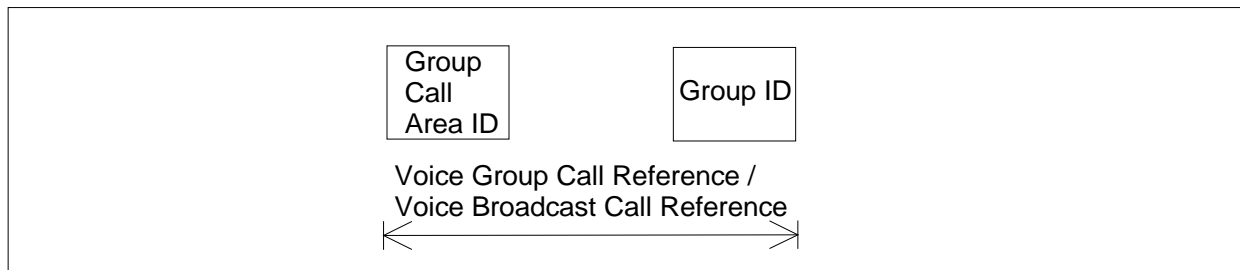 Group
Call
Area ID
Group ID
Voice Group Call Reference /
Voice Broadcast Call Reference